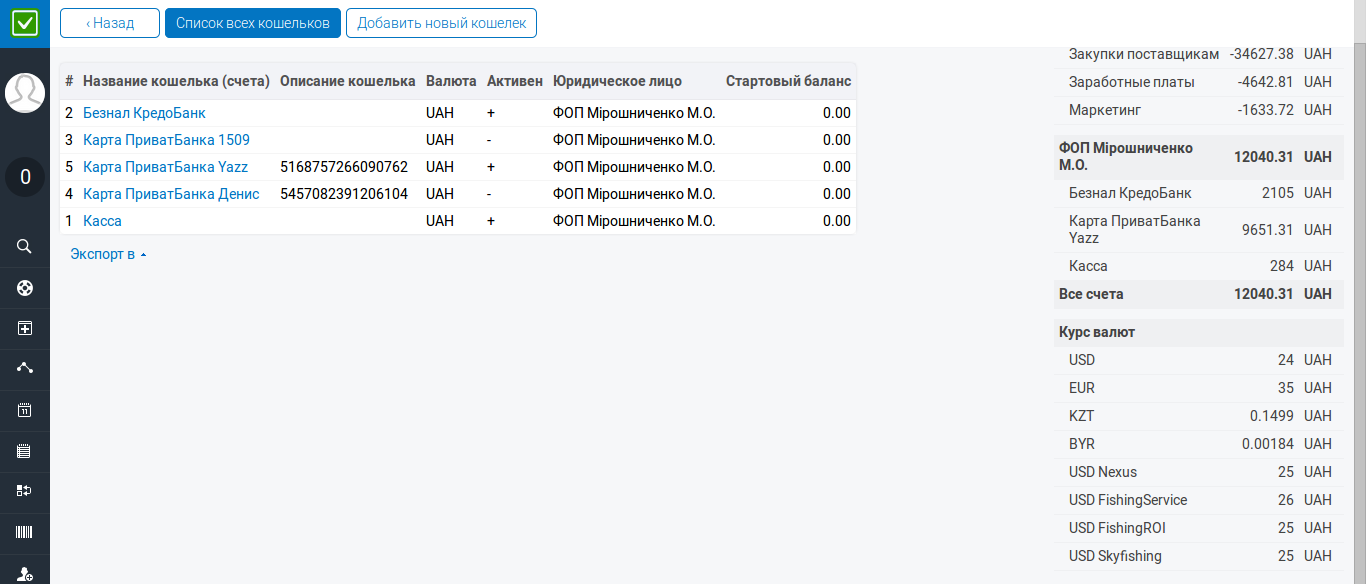 ‹ Назад Список всех кошельков Добавить новый кошелек
0
11
# Название кошелька (счета) Описание кошелька Валюта Активен Юридическое лицо Стартовый баланс
2 Безнал КредоБанк UAH + ФОП Мірошниченко М.О. 0.00
3 Карта ПриватБанка 1509 UAH - ФОП Мірошниченко М.О. 0.00
5 Карта ПриватБанка Yazz 5168757266090762 UAH + ФОП Мірошниченко М.О. 0.00
4 Карта ПриватБанка Денис 5457082391206104 UAH - ФОП Мірошниченко М.О. 0.00
1 Касса UAH + ФОП Мірошниченко М.О. 0.00
Экспорт в
Закупки поставщикам -34627.38 UAH
Заработные платы -4642.81 UAH
Маркетинг -1633.72 UAH
ФОП Мірошниченко
М.О. 12040.31 UAH
Безнал КредоБанк 2105 UAH
Карта ПриватБанка
Yazz 9651.31 UAH
Касса 284 UAH
Все счета 12040.31 UAH
Курс валют
USD 24 UAH
EUR 35 UAH
KZT 0.1499 UAH
BYR 0.00184 UAH
USD Nexus 25 UAH
USD FishingService 26 UAH
USD FishingROI 25 UAH
USD Skyfishing 25 UAH